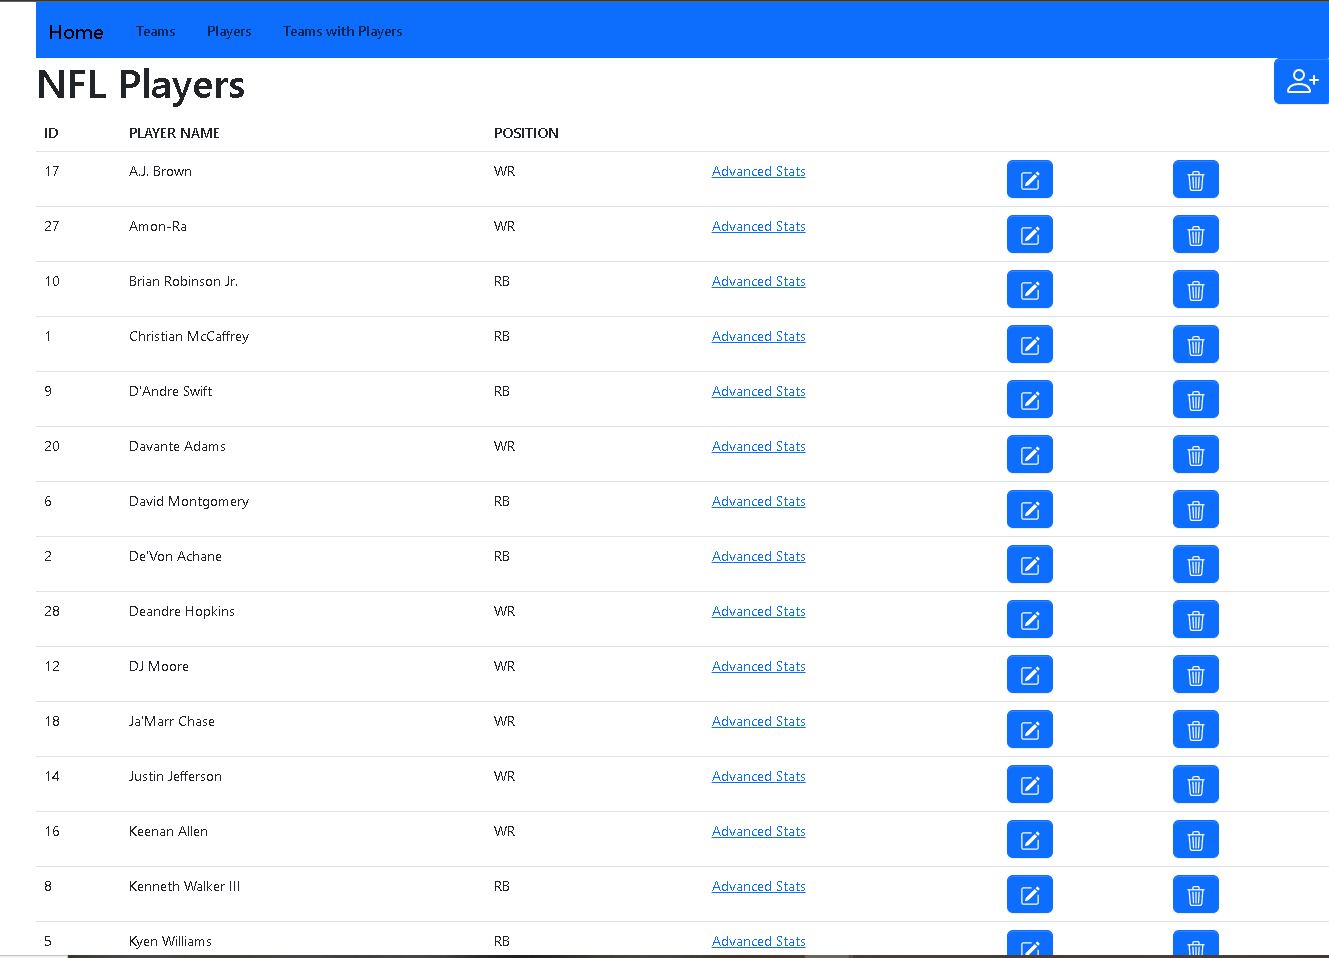 Home Teams Players Teams with Players
NFL Players
ID PLAYER NAME POSITION
17 A.J. Brown WR Advanced Stats
27 Amon-Ra WR Advanced Stats
10 Brian Robinson Jr. RB Advanced Stats
1 Christian McCaffrey RB Advanced Stats
9 D'Andre Swift RB Advanced Stats
20 Davante Adams WR Advanced Stats
6 David Montgomery RB Advanced Stats
2 De'Von Achane RB Advanced Stats
28 Deandre Hopkins WR Advanced Stats
12 DJ Moore WR Advanced Stats
18 Ja'Marr Chase WR Advanced Stats
14 Justin Jefferson WR Advanced Stats
16 Keenan Allen WR Advanced Stats
8 Kenneth Walker III RB Advanced Stats
5 Kyen Williams RB Advanced Stats